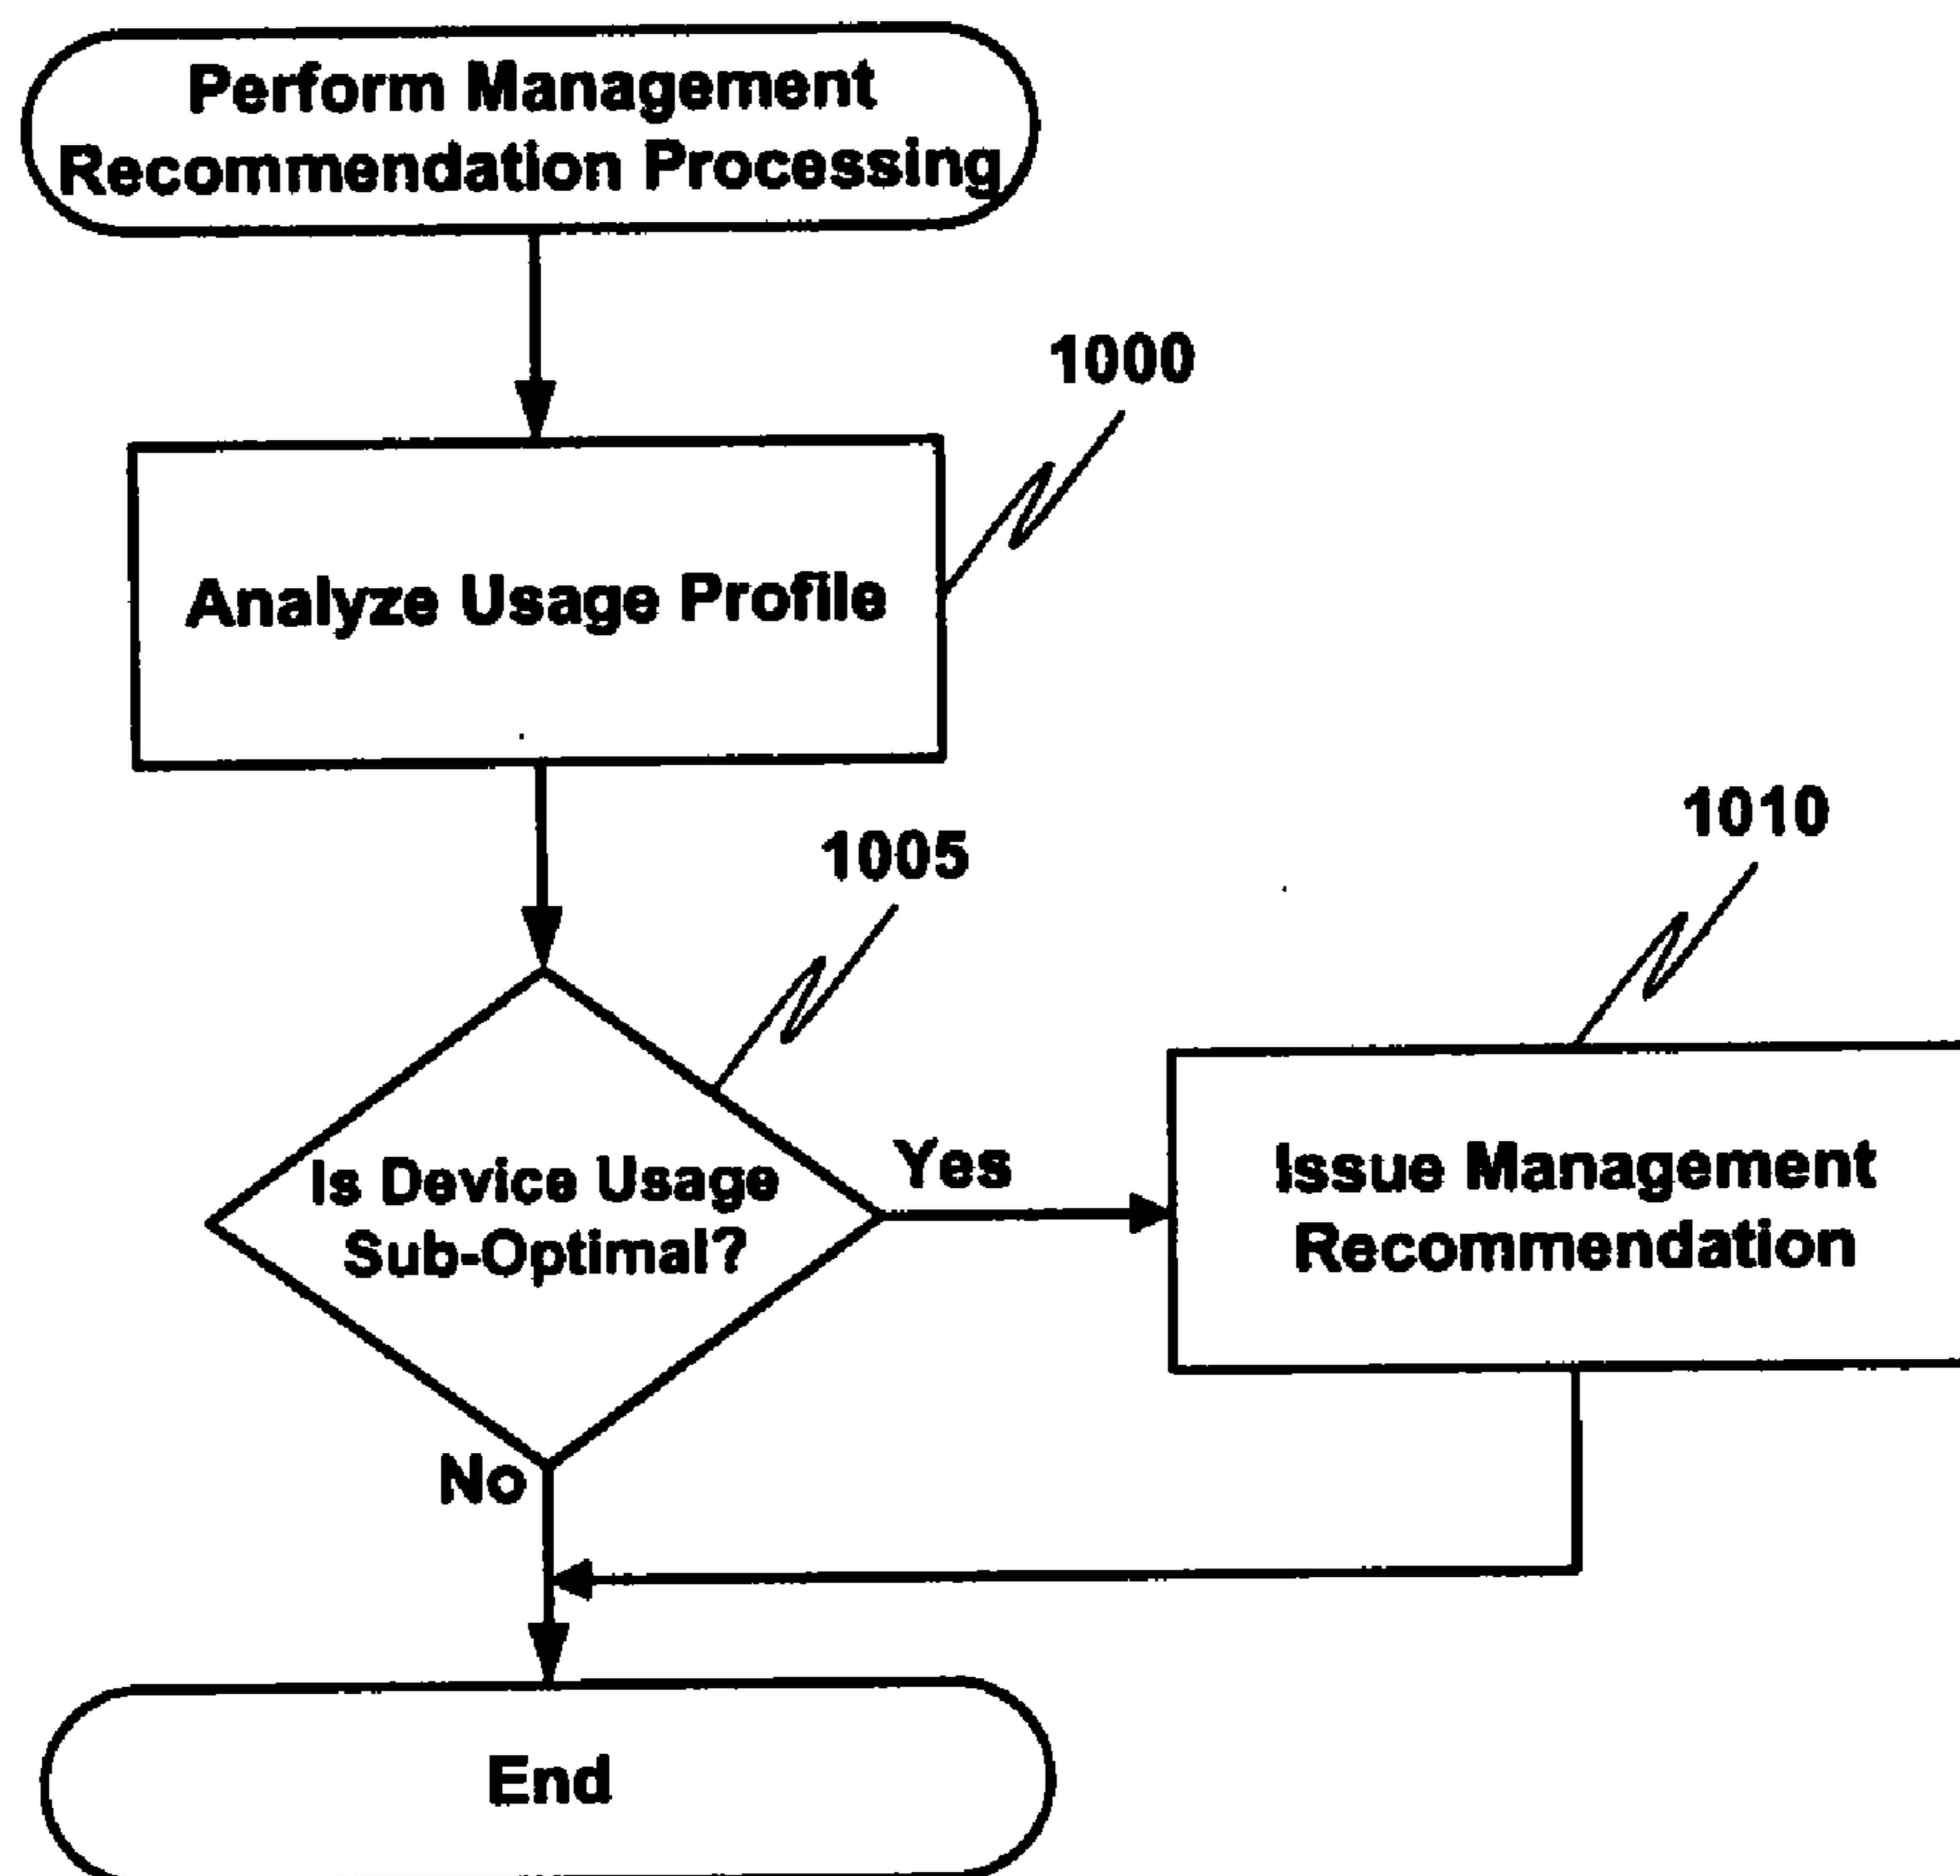 Perform Management
Recommendation Processing
1000
Analyze Usage Profile
1005
1010
Is Device Usage
Sub-Optimal?
Yes
Issue Management
Recommendation
No
End